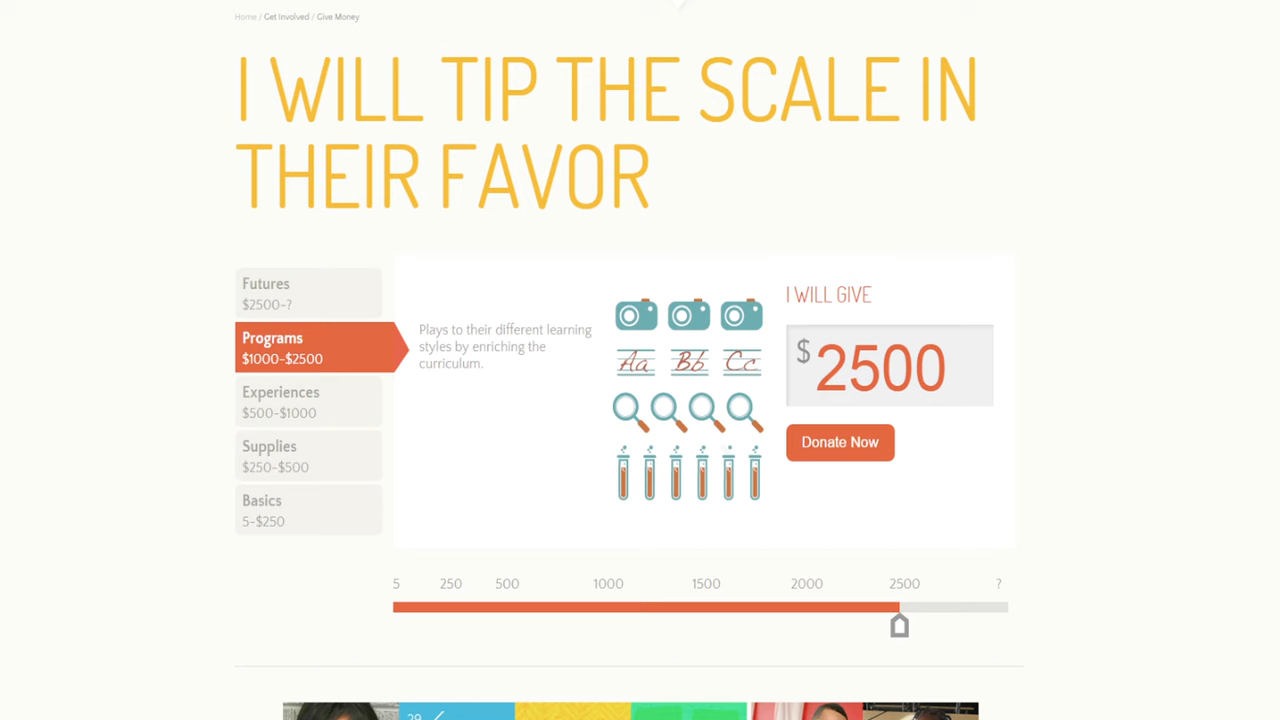 Home / Get Involved / Give Money
I WILL TIP THE SCALE IN
THEIR FAVOR
Futures
$2500-?
Programs
$1000-$2500
Experiences
$500-$1000
Supplies
$250-$500
Basics
5-$250
Plays to their different learning
styles by enriching the
curriculum.
Aa Bb Cc
I WILL GIVE
$2500
Donate Now
5 250 500 1000 1500 2000 2500 ?
29